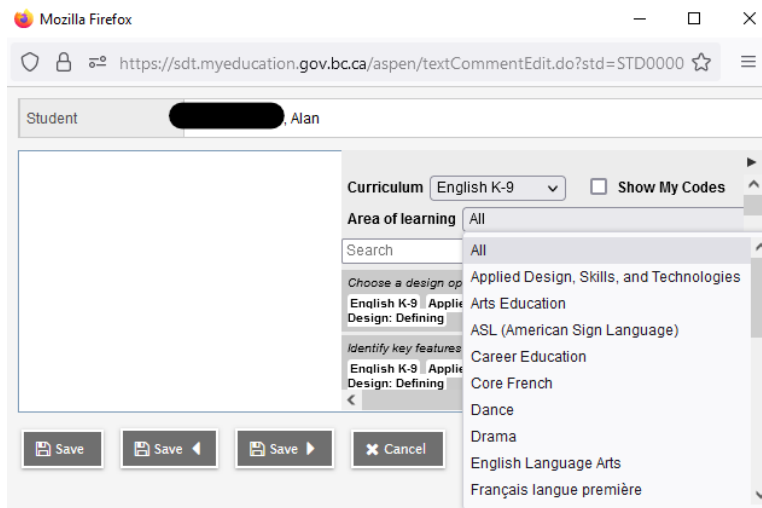 Mozilla Firefox
https://sdt.myeducation.gov.bc.ca/aspen/textCommentEdit.do?std=STD0000
Student , Alan
Curriculum English K-9 Show My Codes
Area of learning All
Search
All
Applied Design, Skills, and Technologies
Arts Education
ASL (American Sign Language)
Career Education
Core French
Dance
Drama
English Language Arts
Français langue première
Choose a design op
English K-9 Applie
Design: Defining
Identify key features
English K-9 Applie
Design: Defining
Save Save Save Cancel